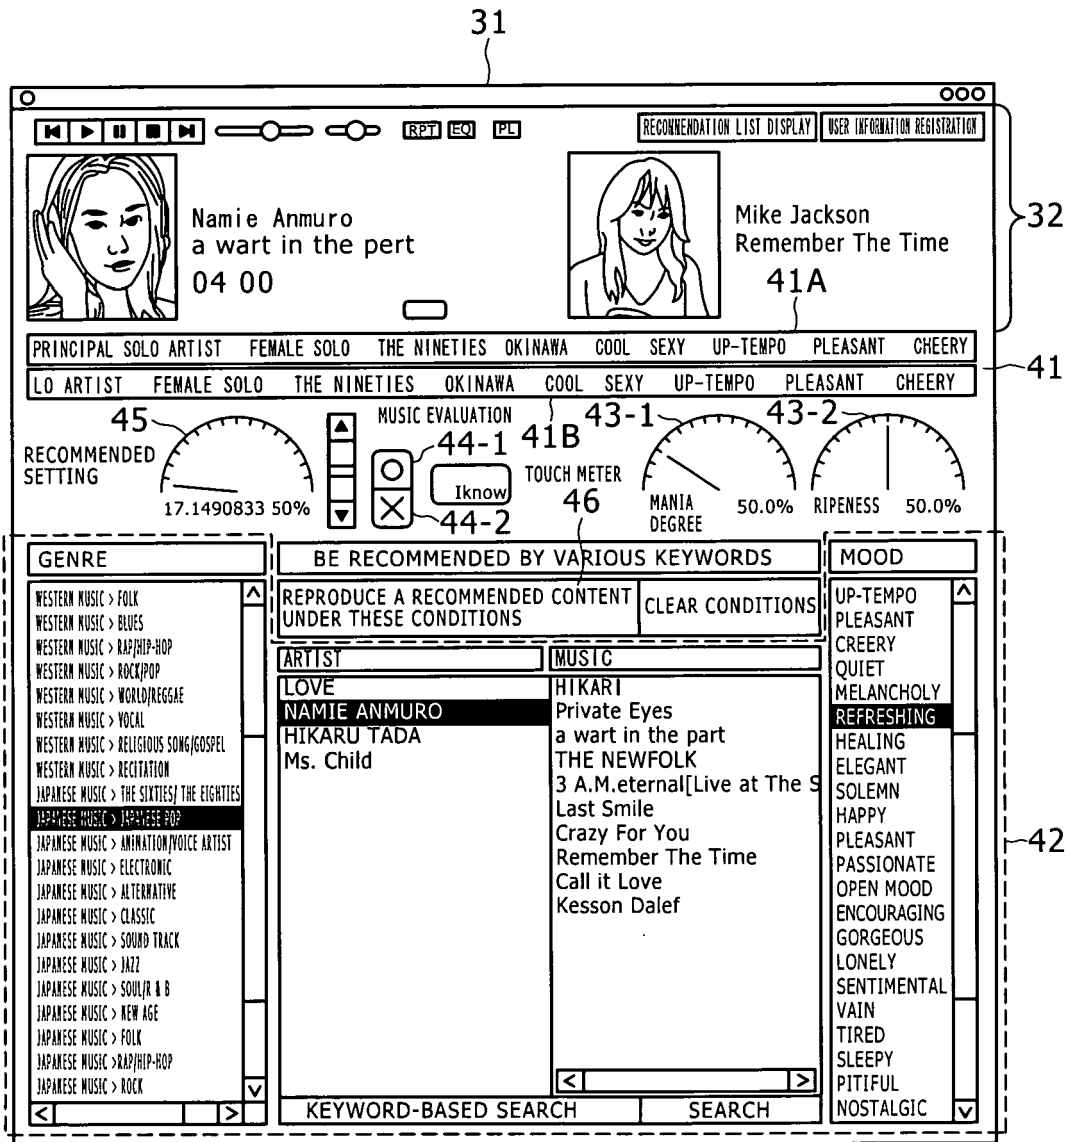 31
RPT EQ PL RECOMMENDATION LIST DISPLAY USER INFORMATION REGISTRATION
Namie Anmuro
a wart in the pert
04 00
Mike Jackson
Remember The Time
32
41A
PRINCIPAL SOLO ARTIST FEMALE SOLO THE NINETIES OKINAWA COOL SEXY UP-TEMPO PLEASANT CHEERY
41
LO ARTIST FEMALE SOLO THE NINETIES OKINAWA COOL SEXY UP-TEMPO PLEASANT CHEERY
45
MUSIC EVALUATION
44-1
41B
43-1
43-2
RECOMMENDED
SETTING
17.1490833 50%
Iknow
44-2
TOUCH METER
46
MANIA
DEGREE
50.0%
RIPENESS 50.0%
GENRE
WESTERN MUSIC > FOLK
WESTERN MUSIC > BLUES
WESTERN MUSIC > RAP/HIP-HOP
WESTERN MUSIC > ROCK/POP
WESTERN MUSIC > WORLD/REGGAE
WESTERN MUSIC > VOCAL
WESTERN MUSIC > RELIGIOUS SONG/GOSPEL
WESTERN MUSIC > RECITATION
JAPANESE MUSIC > THE SIXTIES/ THE EIGHTIES
JAPANESE MUSIC > JAPANESE POP
JAPANESE MUSIC > ANIMATION/VOICE ARTIST
JAPANESE MUSIC > ELECTRONIC
JAPANESE MUSIC > ALTERNATIVE
JAPANESE MUSIC > CLASSIC
JAPANESE MUSIC > SOUND TRACK
JAPANESE MUSIC > JAZZ
JAPANESE MUSIC > SOUL/R & B
JAPANESE MUSIC > NEW AGE
JAPANESE MUSIC > FOLK
JAPANESE MUSIC >RAP/HIP-HOP
JAPANESE MUSIC > ROCK
BE RECOMMENDED BY VARIOUS KEYWORDS
REPRODUCE A RECOMMENDED CONTENT
UNDER THESE CONDITIONS
CLEAR CONDITIONS
ARTIST
LOVE
NAMIE ANMURO
HIKARU TADA
Ms. Child
MUSIC
HIKARI
Private Eyes
a wart in the part
THE NEWFOLK
3 A.M.eternal[Live at The S
Last Smile
Crazy For You
Remember The Time
Call it Love
Kesson Dalef
KEYWORD-BASED SEARCH
SEARCH
MOOD
UP-TEMPO
PLEASANT
CREERY
QUIET
MELANCHOLY
REFRESHING
HEALING
ELEGANT
SOLEMN
HAPPY
PLEASANT
PASSIONATE
OPEN MOOD
ENCOURAGING
GORGEOUS
LONELY
SENTIMENTAL
VAIN
TIRED
SLEEPY
PITIFUL
NOSTALGIC
42